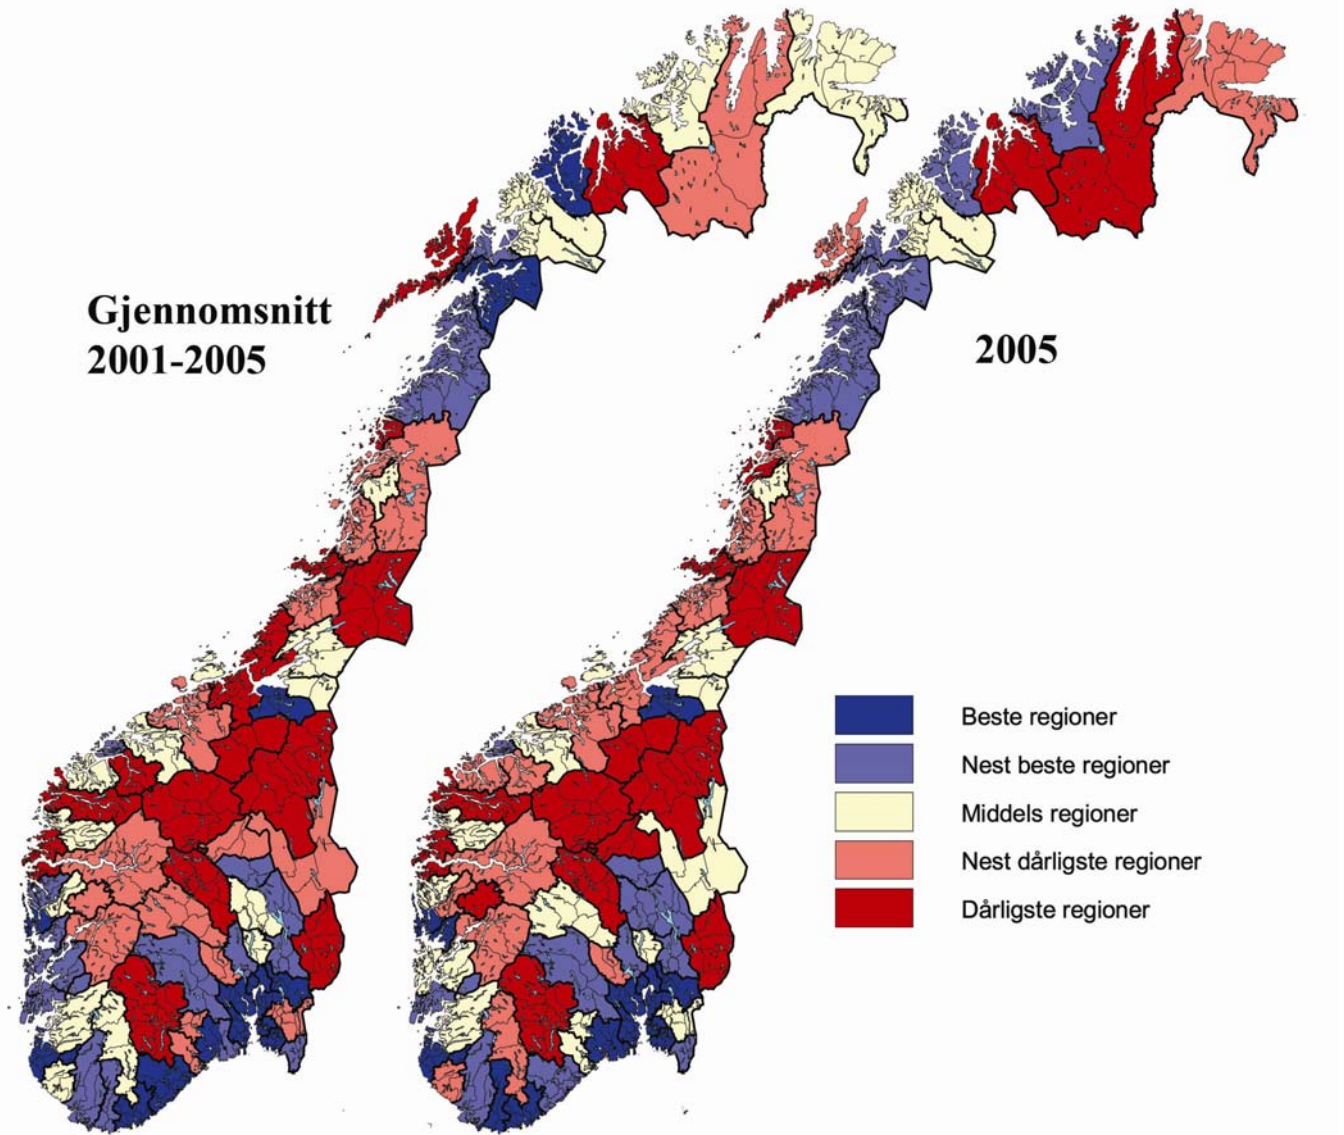 Gjennomsnitt
2001-2005
2005
Beste regioner
Nest beste regioner
Middels regioner
Nest dårligste regioner
Dårligste regioner